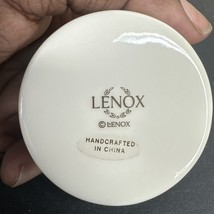 LENOX
© LENOX
HANDCRAFTED
IN CHINA